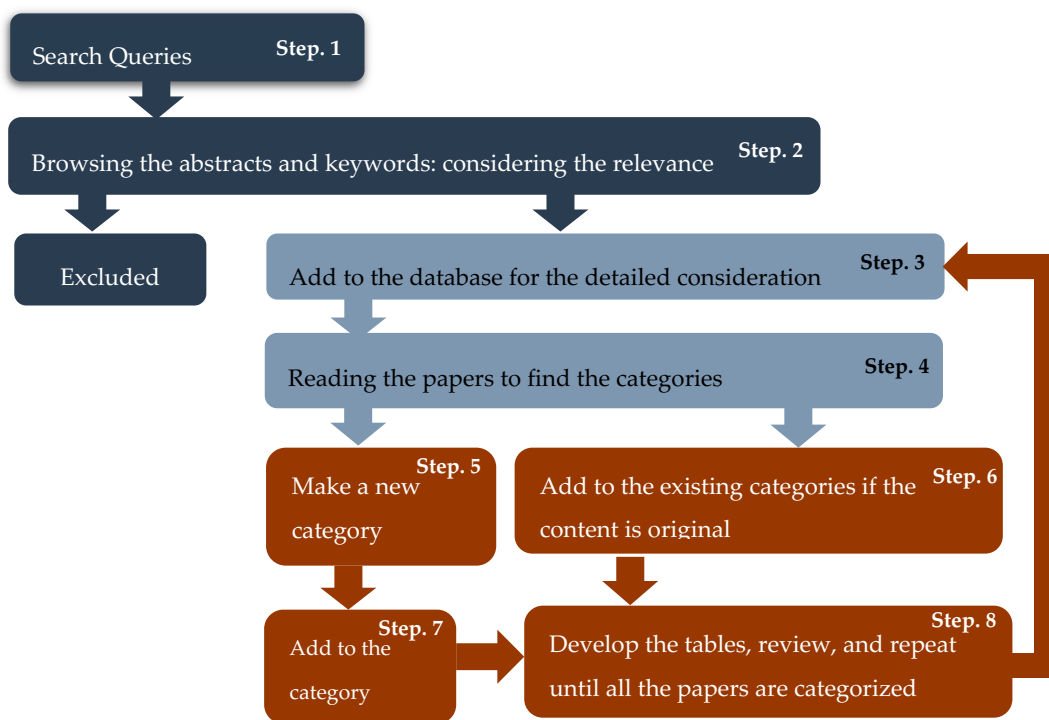 Search Queries
Step. 1
Browsing the abstracts and keywords: considering the relevance
Step. 2
Excluded
Add to the database for the detailed consideration
Step. 3
Reading the papers to find the categories
Step. 4
Step. 5
Make a new
category
Add to the existing categories if the
Step. 6
content is original
Step. 7
Add to the
category
Step. 8
Develop the tables, review, and repeat
until all the papers are categorized